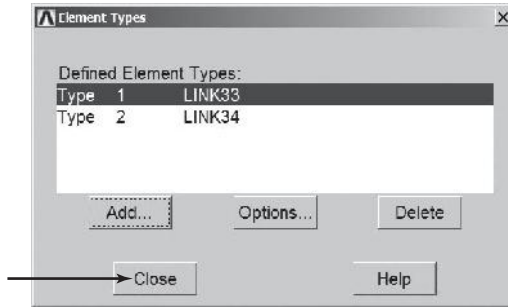 Element Types
Defined Element Types:
Type 1 LINK33
Type 2 LINK34
Add... Options... Delete
Close Help